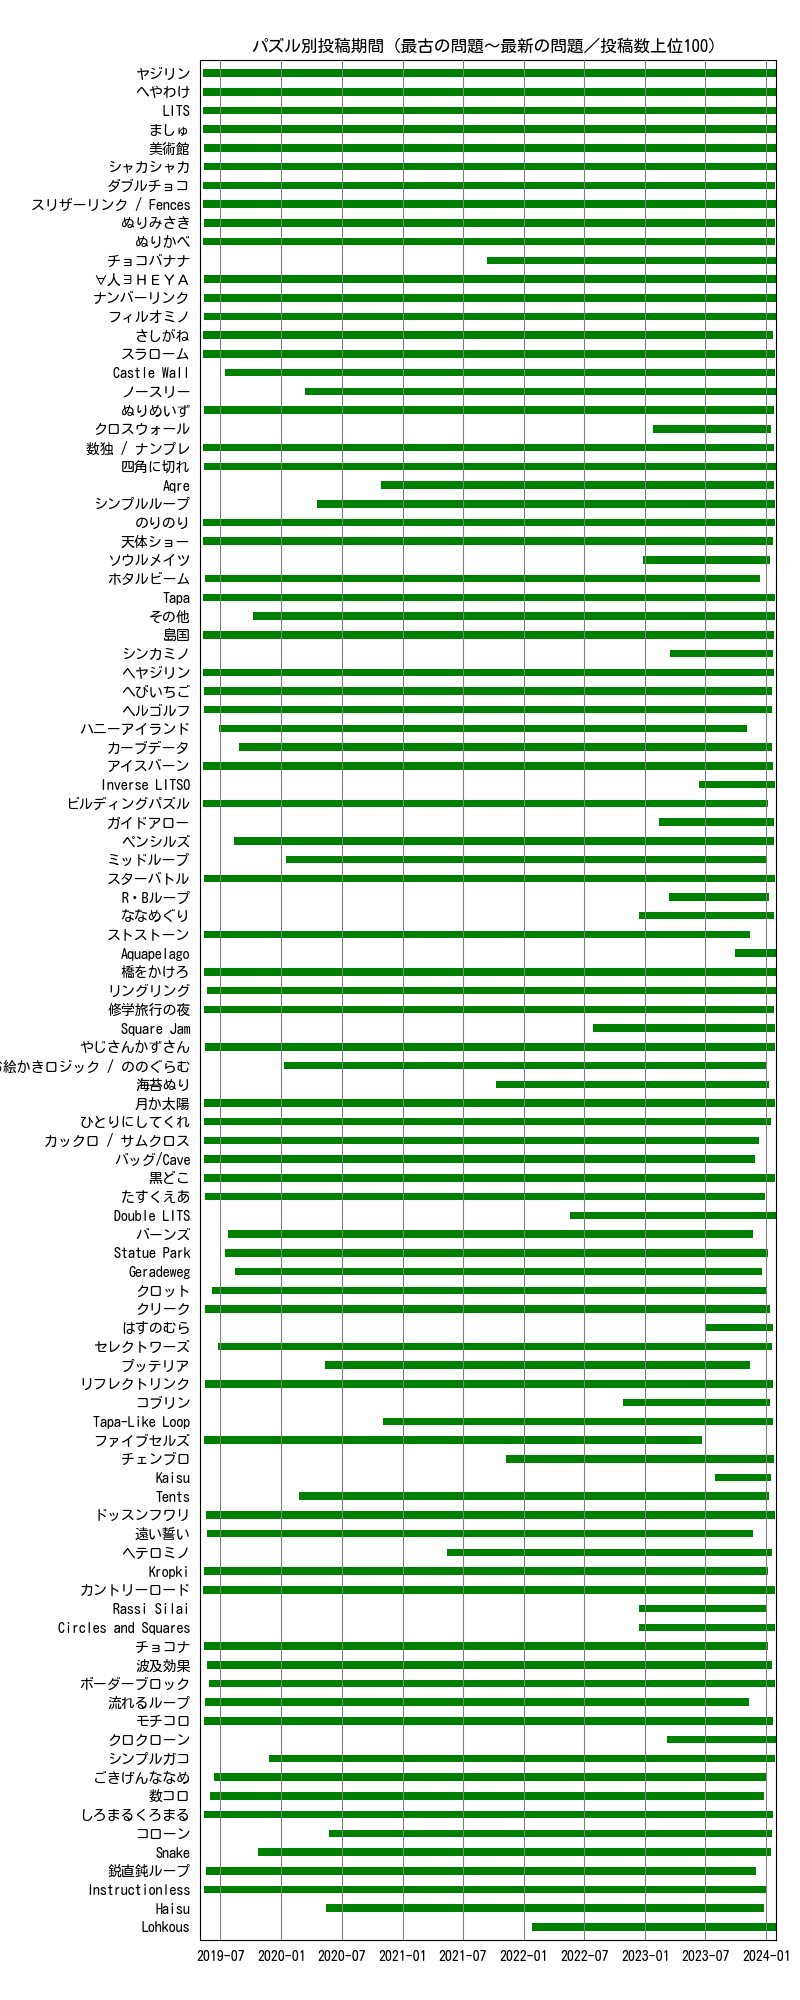 パズル別投稿期間（最古の問題～最新の問題／投稿数上位100）
ヤジリン
へやわけ
LITS
ましゅ
美術館
シャカシャカ
ダブルチョコ
スリザーリンク / Fences
ぬりみさき
ぬりかべ
チョコバナナ
∀人∃ＨＥＹＡ
ナンバーリンク
フィルオミノ
さしがね
スラローム
Castle Wall
ノースリー
ぬりめいず
クロスウォール
数独 / ナンプレ
四角に切れ
Aqre
シンプルループ
のりのり
天体ショー
ソウルメイツ
ホタルビーム
Tapa
その他
島国
シンカミノ
ヘヤジリン
へびいちご
ヘルゴルフ
ハニーアイランド
カーブデータ
アイスバーン
Inverse LITSO
ビルディングパズル
ガイドアロー
ペンシルズ
ミッドループ
スターバトル
R・Bループ
ななめぐり
ストストーン
Aquapelago
橋をかけろ
リングリング
修学旅行の夜
Square Jam
やじさんかずさん
絵かきロジック / ののぐらむ
海苔ぬり
月か太陽
ひとりにしてくれ
カックロ / サムクロス
バッグ/Cave
黒どこ
たすくえあ
Double LITS
バーンズ
Statue Park
Geradeweg
クロット
クリーク
はすのむら
セレクトワーズ
ブッテリア
リフレクトリンク
コブリン
Tapa-Like Loop
ファイブセルズ
チェンブロ
Kaisu
Tents
ドッスンフワリ
遠い誓い
ヘテロミノ
Kropki
カントリーロード
Rassi Silai
Circles and Squares
チョコナ
波及効果
ボーダーブロック
流れるループ
モチコロ
クロクローン
シンプルガコ
ごきげんななめ
数コロ
しろまるくろまる
コローン
Snake
鋭直鈍ループ
Instructionless
Haisu
Lohkous
2019-07 2020-01 2020-07 2021-01 2021-07 2022-01 2022-07 2023-01 2023-07 2024-01